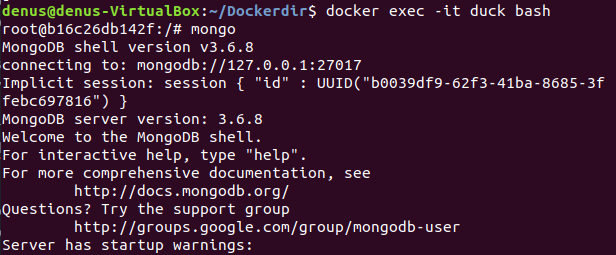 denus@denus-VirtualBox:~/Dockerdir$ docker exec -it duck bash
root@b16c26db142f:/# mongo
MongoDB shell version v3.6.8
connecting to: mongodb://127.0.0.1:27017
Implicit session: session { "id" : UUID("b0039df9-62f3-41ba-8685-3f
febc697816") }
MongoDB server version: 3.6.8
Welcome to the MongoDB shell.
For interactive help, type "help".
For more comprehensive documentation, see
        http://docs.mongodb.org/
Questions? Try the support group
        http://groups.google.com/group/mongodb-user
Server has startup warnings: